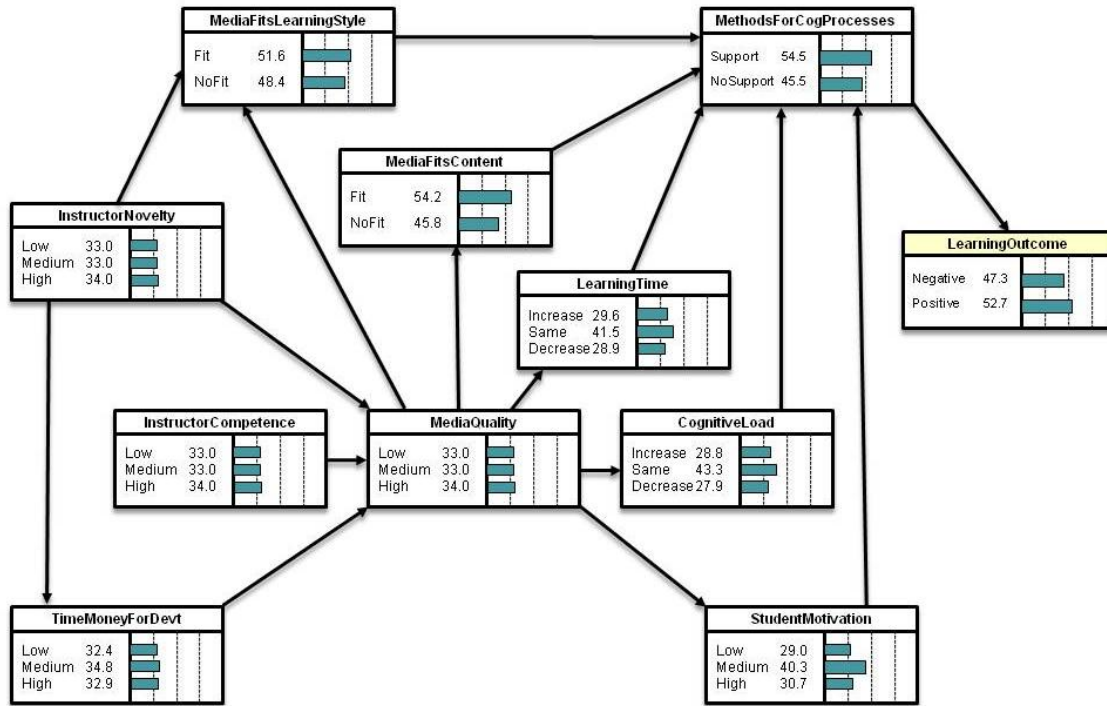 MediaFitsLearningStyle
Fit 51.6
NoFit 48.4
MethodsForCogProcesses
Support 54.5
NoSupport 45.5
MediaFitsContent
Fit 54.2
NoFit 45.8
InstructorNovelty
Low 33.0
Medium 33.0
High 34.0
LearningOutcome
Negative 47.3
Positive 52.7
LearningTime
Increase 29.6
Same 41.5
Decrease 28.9
InstructorCompetence
Low 33.0
Medium 33.0
High 34.0
MediaQuality
Low 33.0
Medium 33.0
High 34.0
CognitiveLoad
Increase 28.8
Same 43.3
Decrease 27.9
TimeMoneyForDevt
Low 32.4
Medium 34.8
High 32.9
StudentMotivation
Low 29.0
Medium 40.3
High 30.7